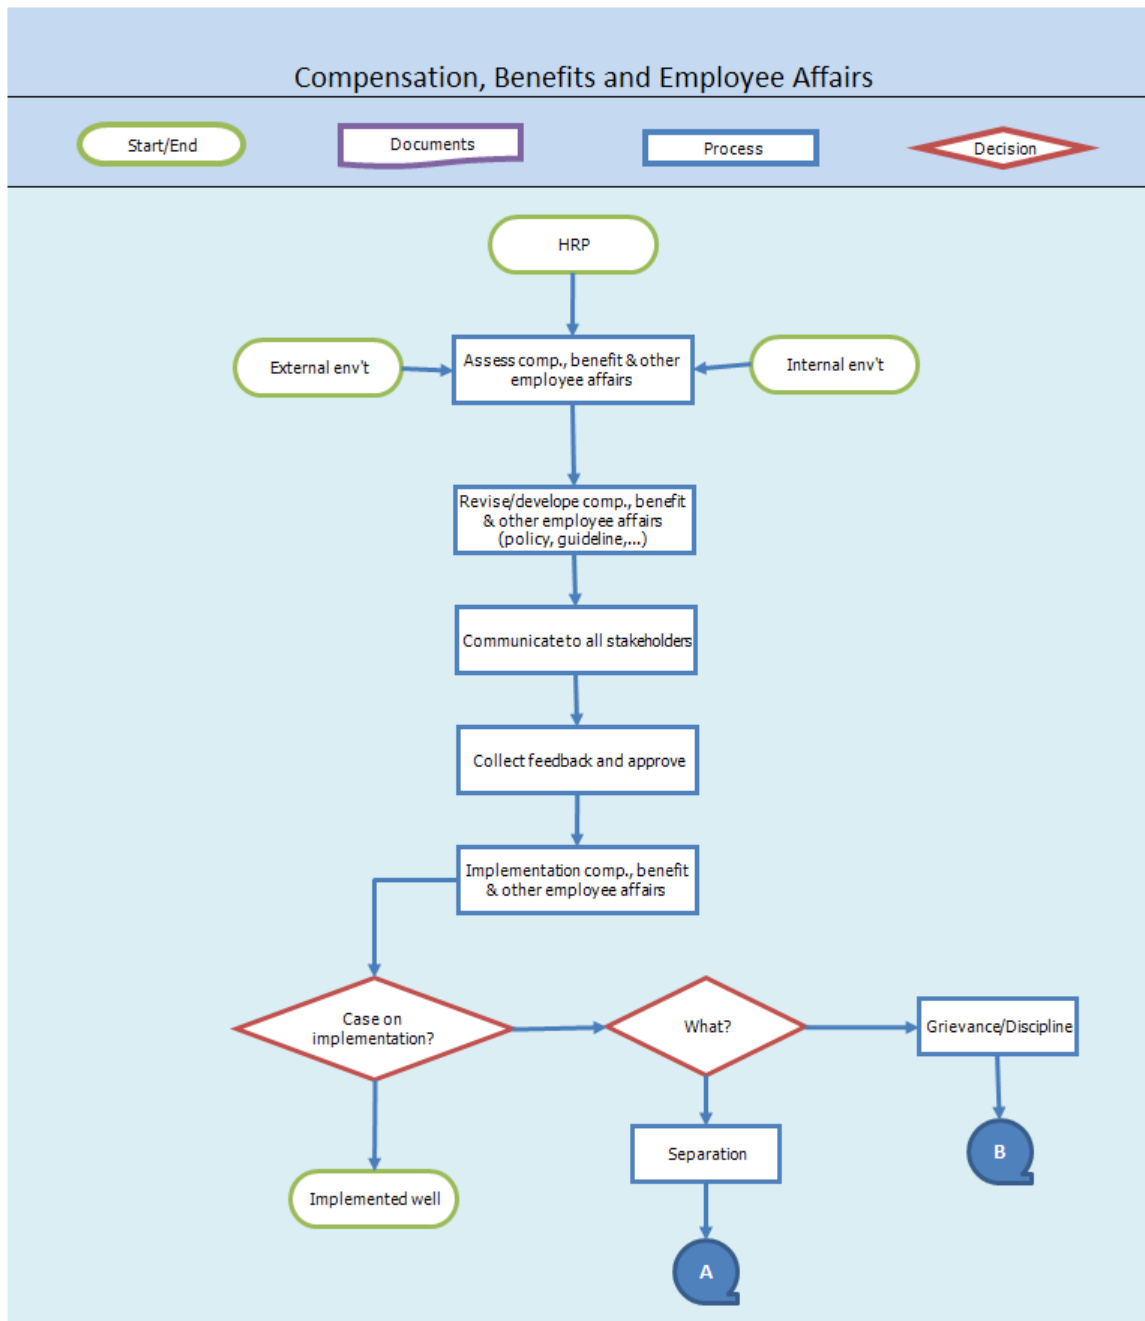 Compensation, Benefits and Employee Affairs
Start/End
Documents
Process
Decision
HRP
External env't
Assess comp., benefit & other
employee affairs
Internal env't
Revise/develope comp., benefit
& other employee affairs
(policy, guideline,...)
Communicate to all stakeholders
Collect feedback and approve
Implementation comp., benefit
& other employee affairs
Case on
implementation?
What?
Grievance/Discipline
B
Separation
Implemented well
A